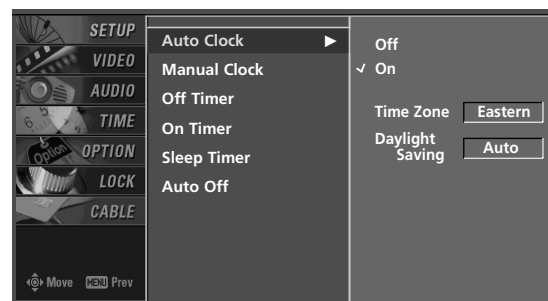 SETUP
VIDEO
AUDIO
TIME
OPTION
LOCK
CABLE
Move MENU Prev
Auto Clock
Manual Clock
Off Timer
On Timer
Sleep Timer
Auto Off
Off
On
Time Zone Eastern
Daylight
Saving Auto